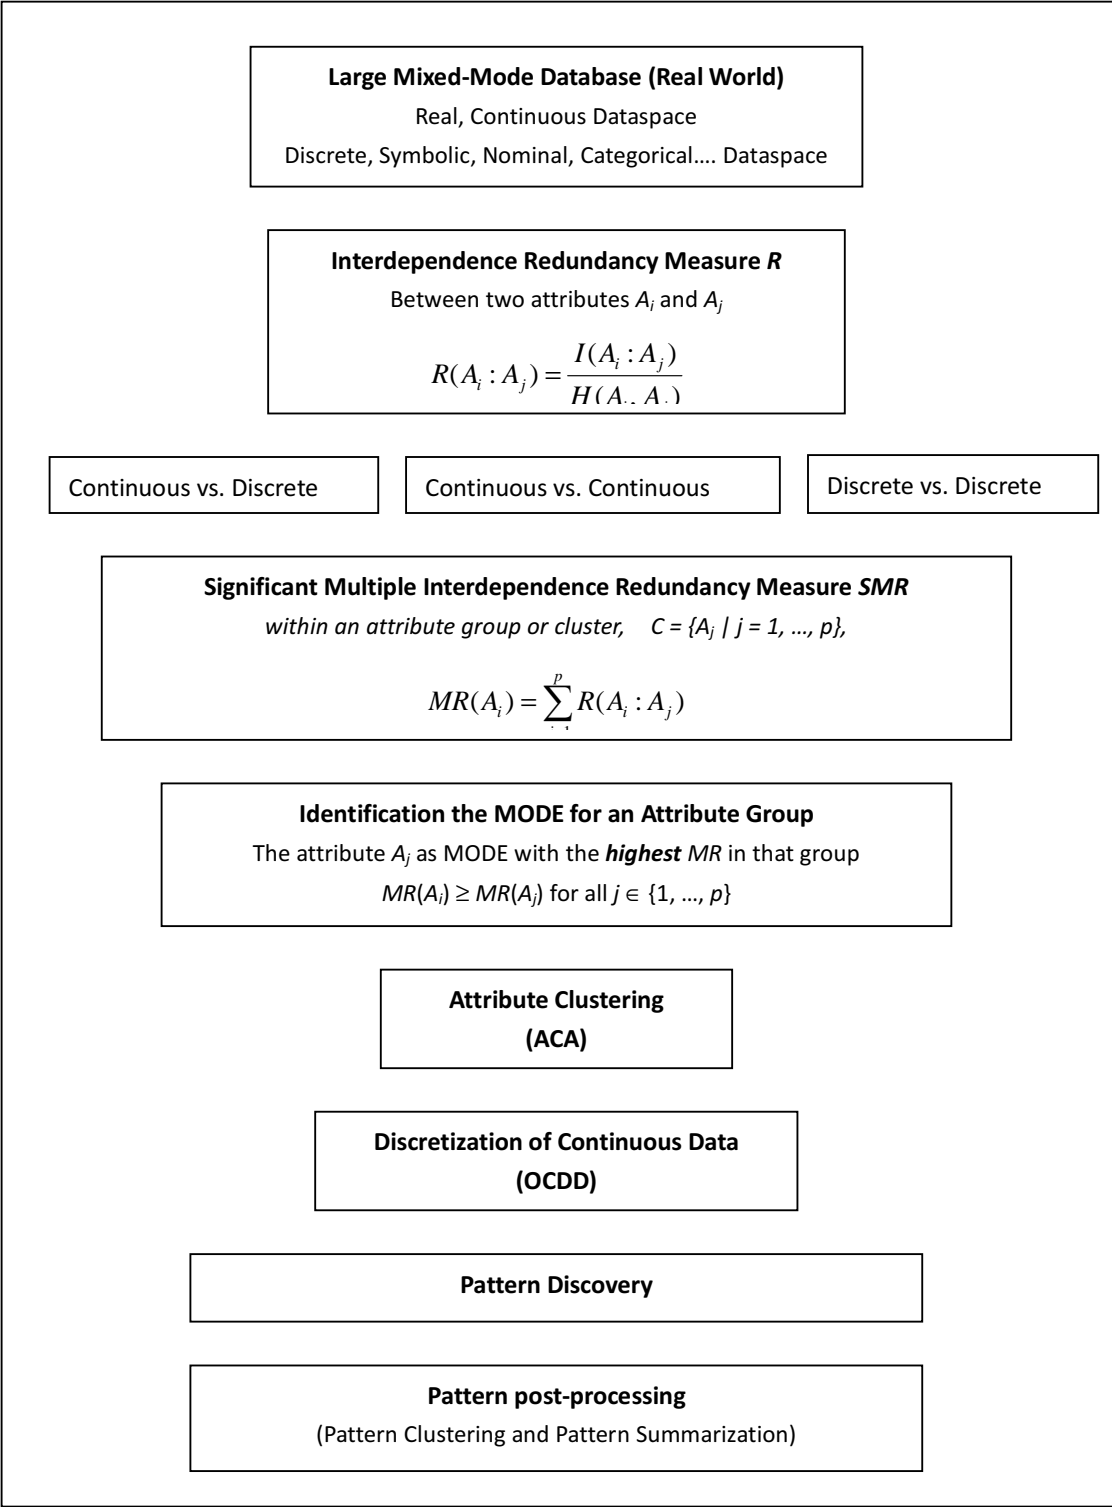 Large Mixed-Mode Database (Real World)
Real, Continuous Dataspace
Discrete, Symbolic, Nominal, Categorical.... Dataspace
Interdependence Redundancy Measure R
Between two attributes Ai and Aj
R(Ai : Aj) = I(Ai : Aj) / H(Ai, Aj)
Continuous vs. Discrete
Continuous vs. Continuous
Discrete vs. Discrete
Significant Multiple Interdependence Redundancy Measure SMR
within an attribute group or cluster, C = {Aj | j = 1, ..., p},
MR(Ai) = ∑ p R(Ai : Aj)
Identification the MODE for an Attribute Group
The attribute Aj as MODE with the highest MR in that group
MR(Ai) ≥ MR(Aj) for all j ∈ {1, ..., p}
Attribute Clustering
(ACA)
Discretization of Continuous Data
(OCDD)
Pattern Discovery
Pattern post-processing
(Pattern Clustering and Pattern Summarization)